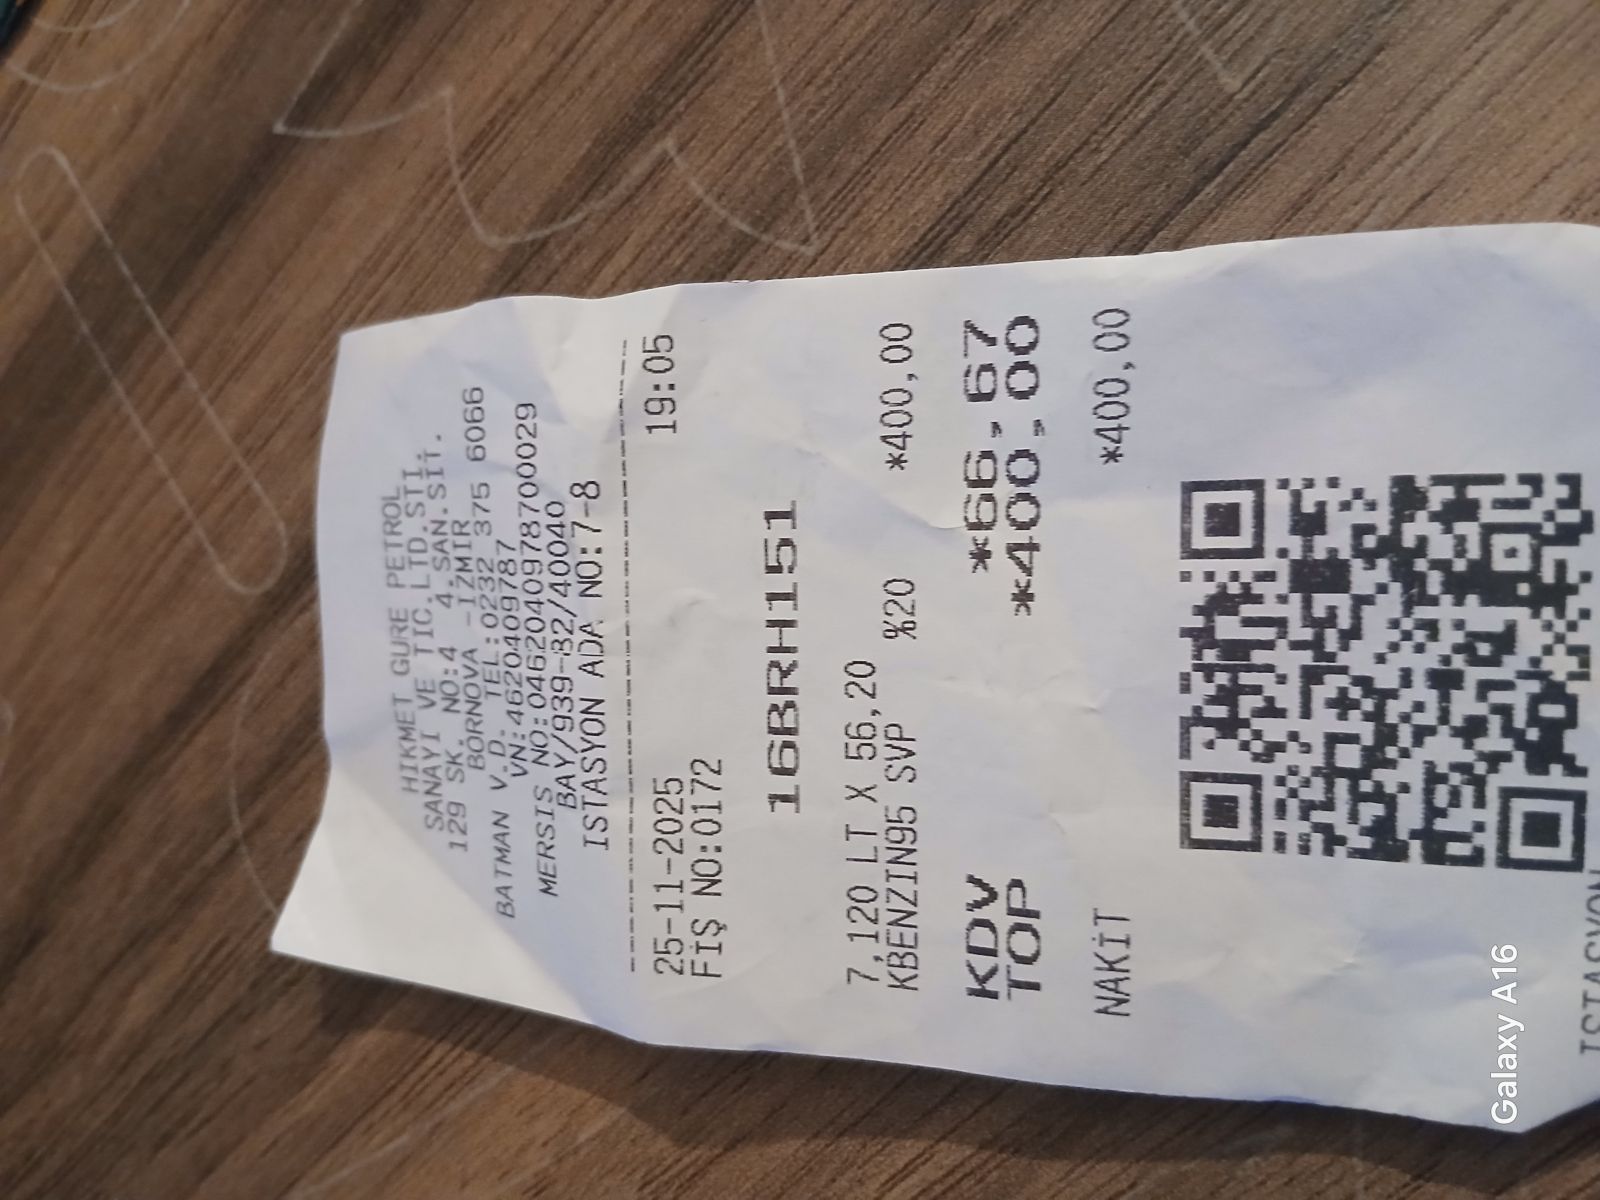 HIKMET GURE PETROL
SANAYI VE TIC.LTD.STI.
129 SK. NO:4 4.SAN.SIT.
BORNOVA -IZMIR
BATMAN V.D. TEL:0232 375 6066
VN:4620409787
MERSIS NO:0462040978700029
BAY/939-82/40040
ISTASYON ADA NO:7-8
25-11-2025 19:05
FİŞ NO:0172
16BRH151
7,120 LT X 56,20
KBENZIN95 SVP %20 *400,00
KDV *66,67
TOP *400,00
NAKİT *400,00
ISTASYON
Galaxy A16